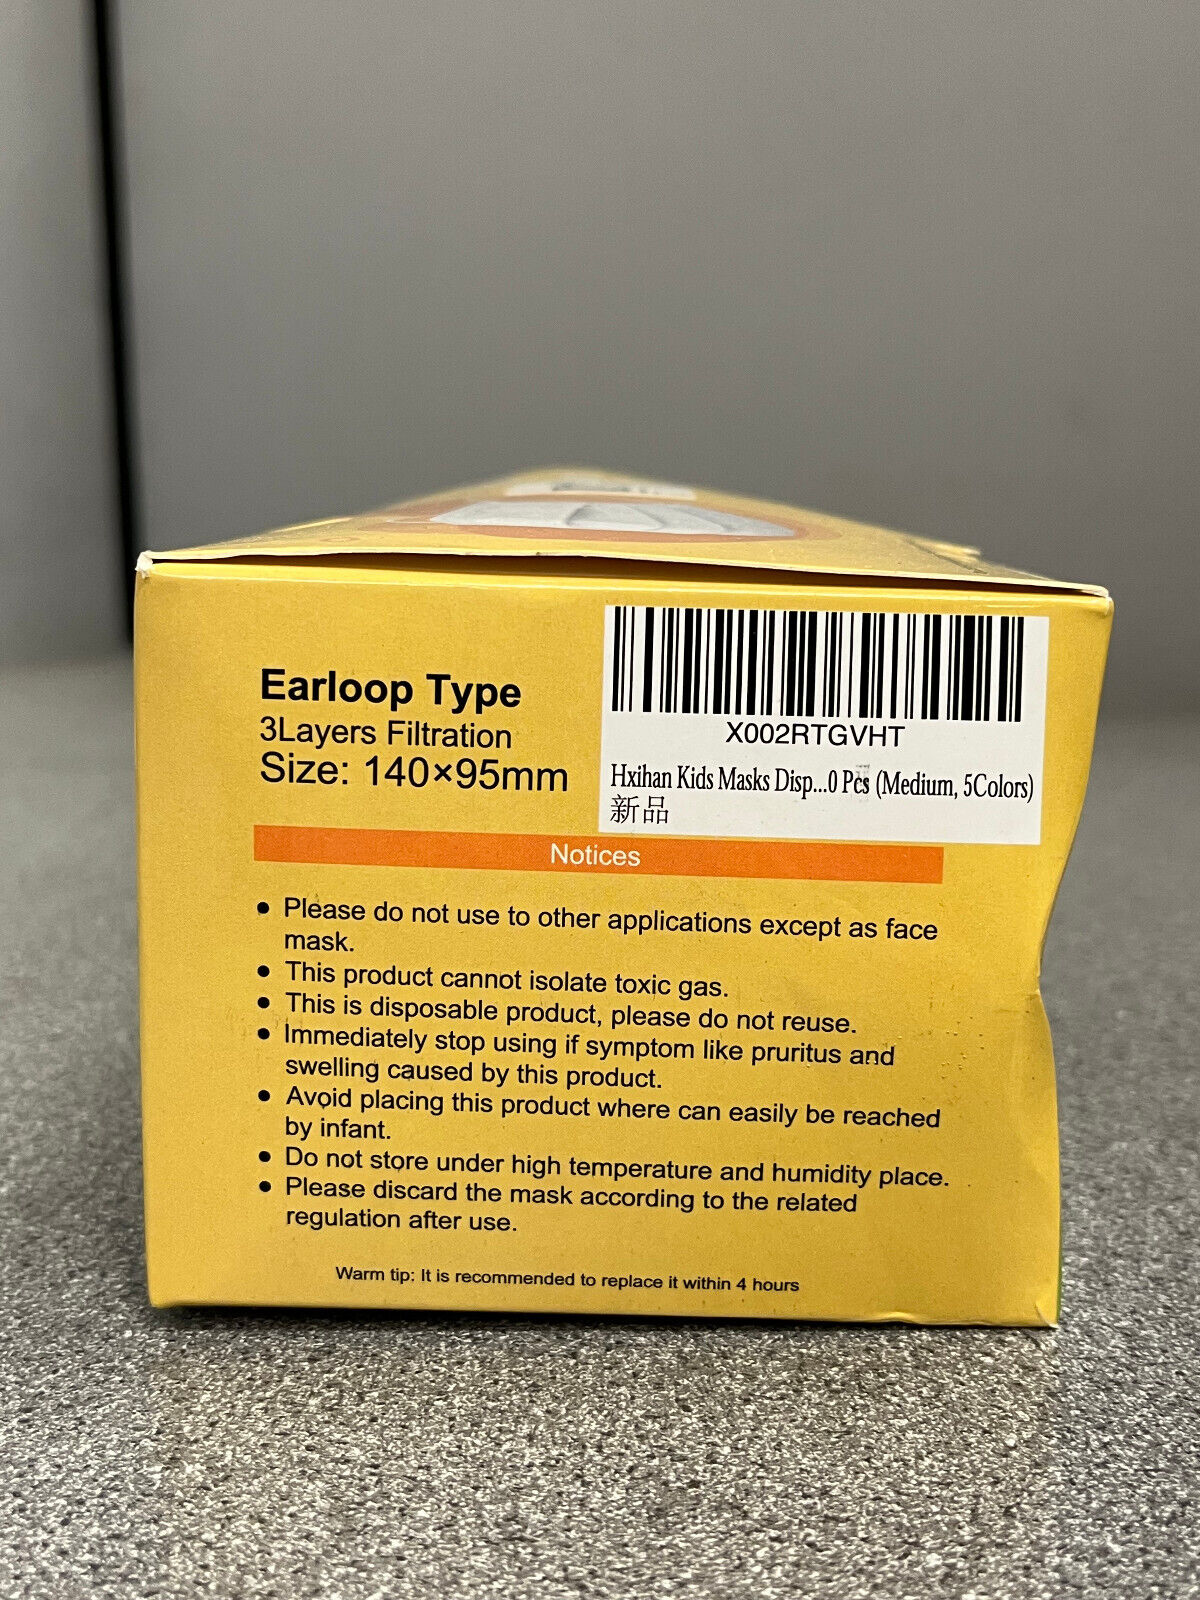 Earloop Type
3Layers Filtration
Size: 140×95mm
X002RTGVHT
Hxihan Kids Masks Disp...0 Pcs (Medium, 5Colors)
新品
Notices
● Please do not use to other applications except as face
mask.
● This product cannot isolate toxic gas.
● This is disposable product, please do not reuse.
● Immediately stop using if symptom like pruritus and
swelling caused by this product.
● Avoid placing this product where can easily be reached
by infant.
● Do not store under high temperature and humidity place.
● Please discard the mask according to the related
regulation after use.
Warm tip: It is recommended to replace it within 4 hours